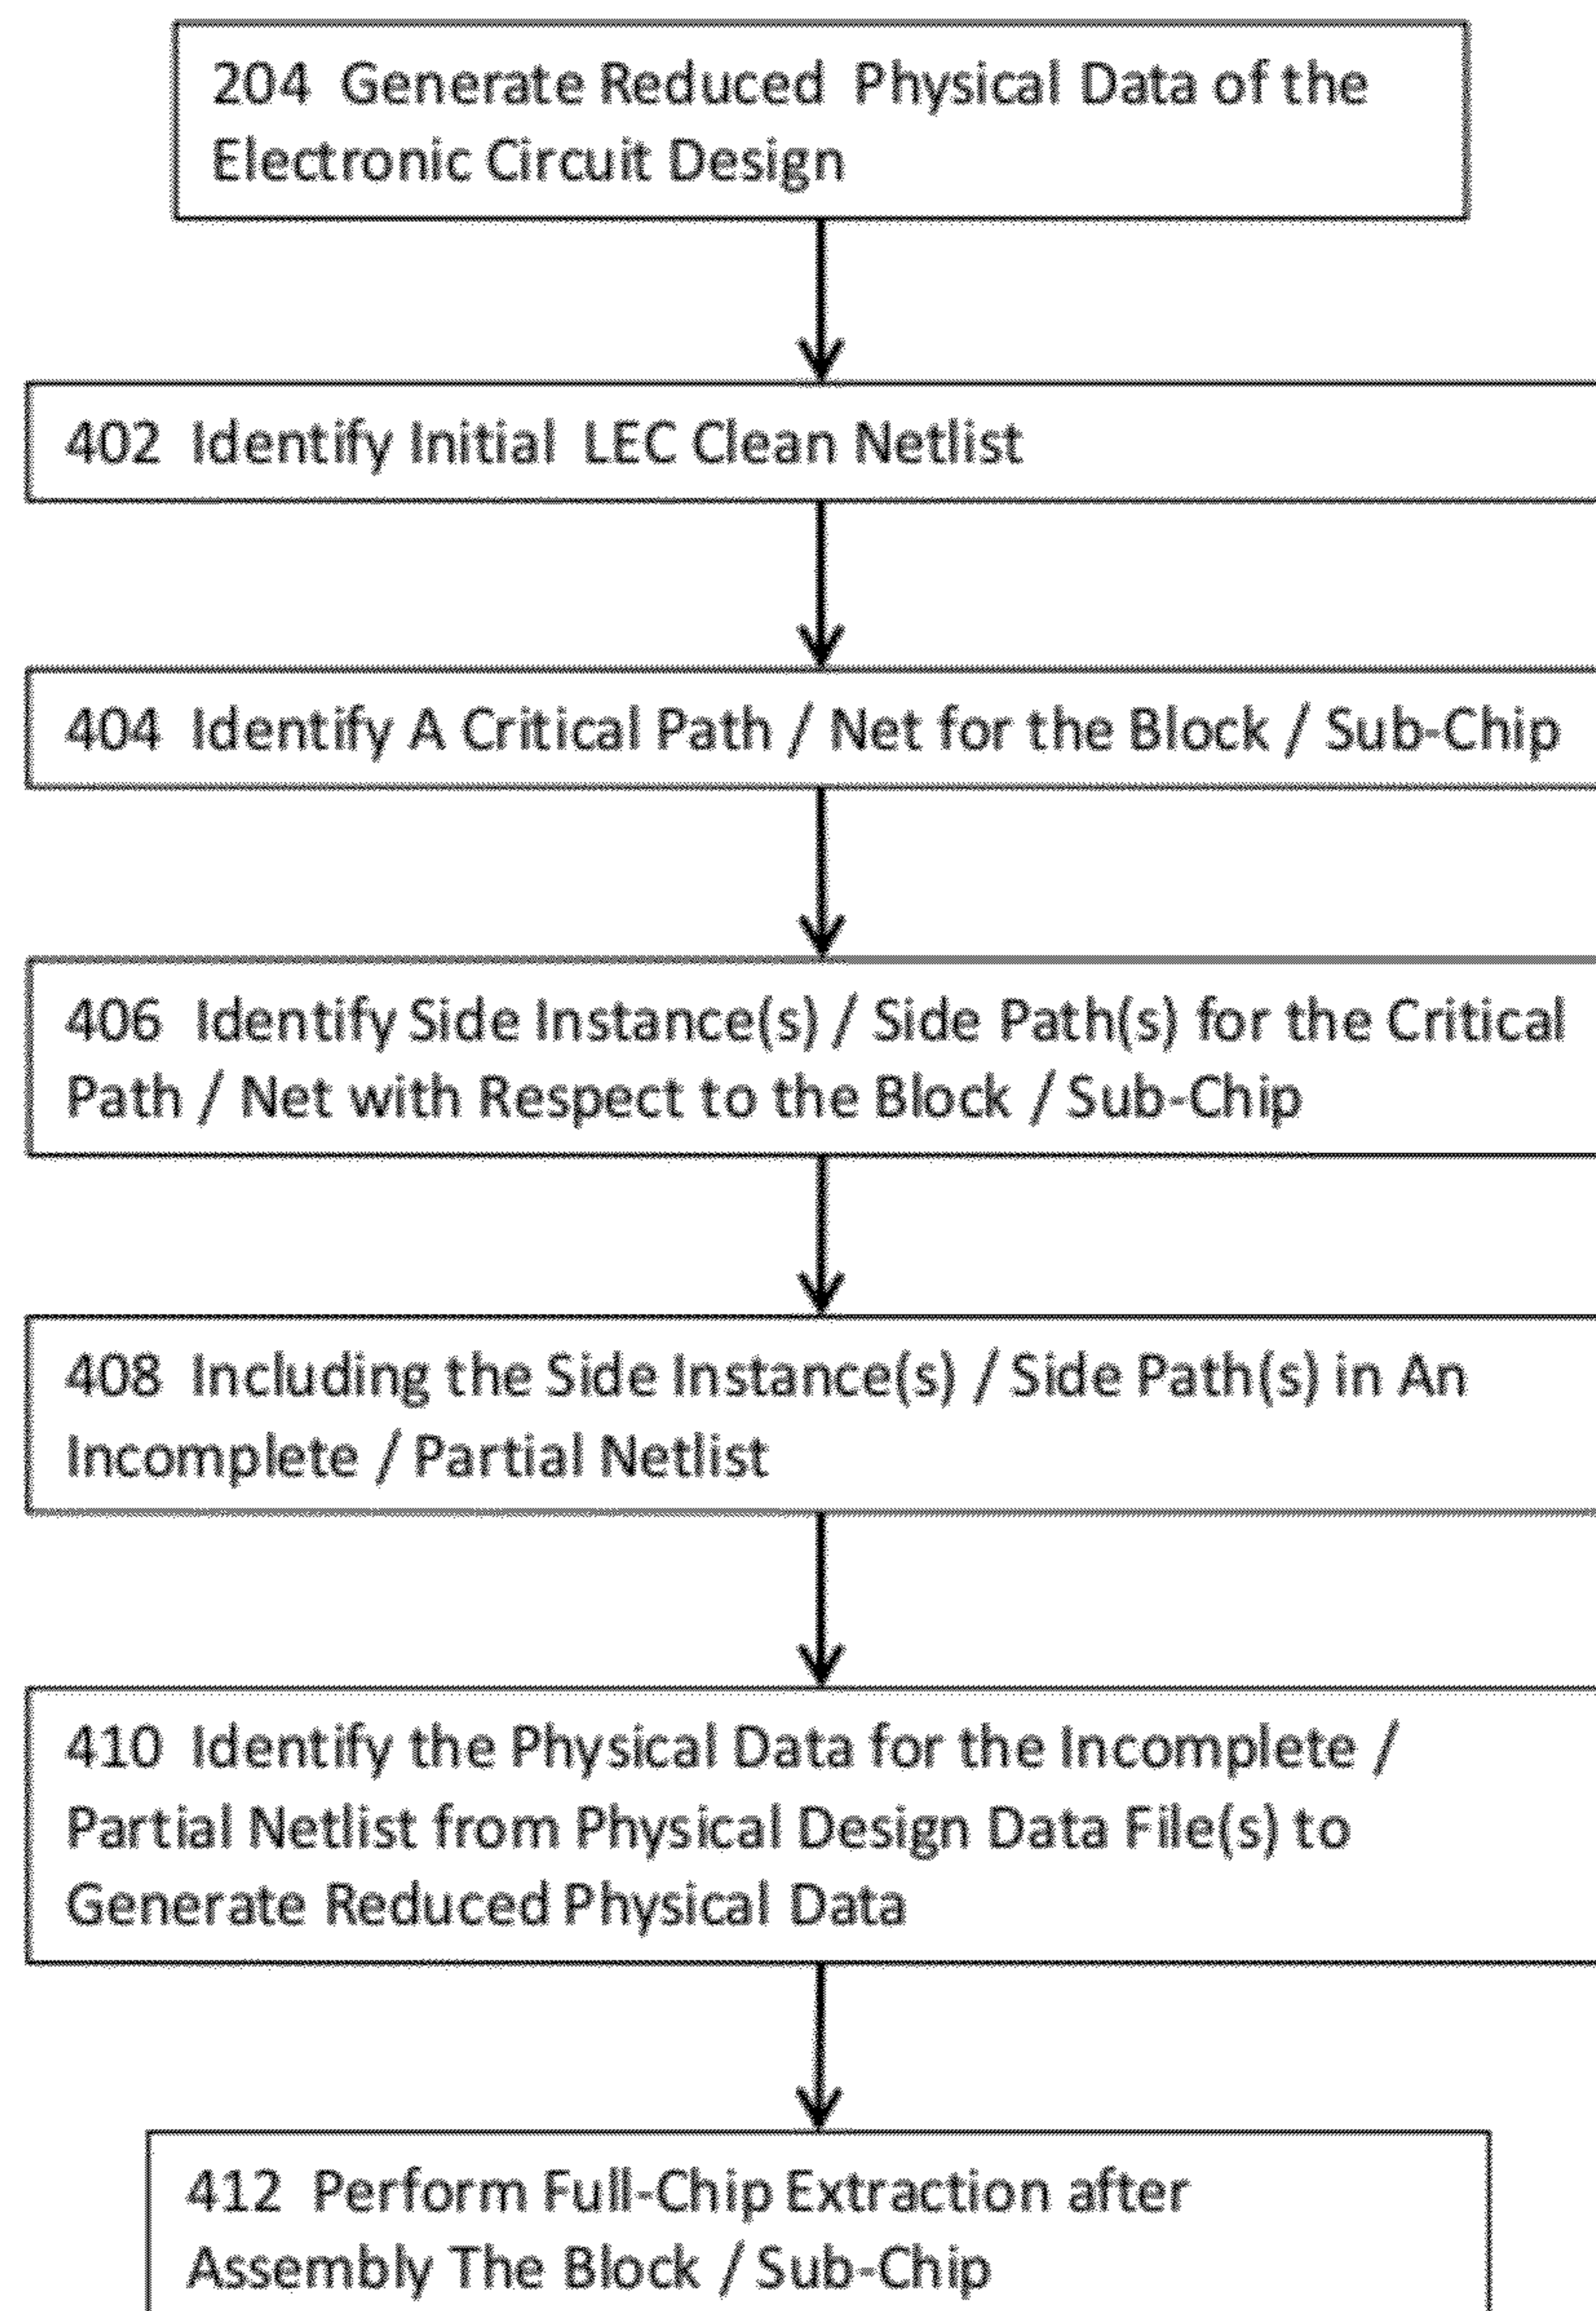 204 Generate Reduced Physical Data of the
Electronic Circuit Design
402 Identify Initial LEC Clean Netlist
404 Identify A Critical Path / Net for the Block / Sub-Chip
406 Identify Side Instance(s) / Side Path(s) for the Critical
Path / Net with Respect to the Block / Sub-Chip
408 Including the Side Instance(s) / Side Path(s) in An
Incomplete / Partial Netlist
410 Identify the Physical Data for the Incomplete /
Partial Netlist from Physical Design Data File(s) to
Generate Reduced Physical Data
412 Perform Full-Chip Extraction after
Assembly The Block / Sub-Chip